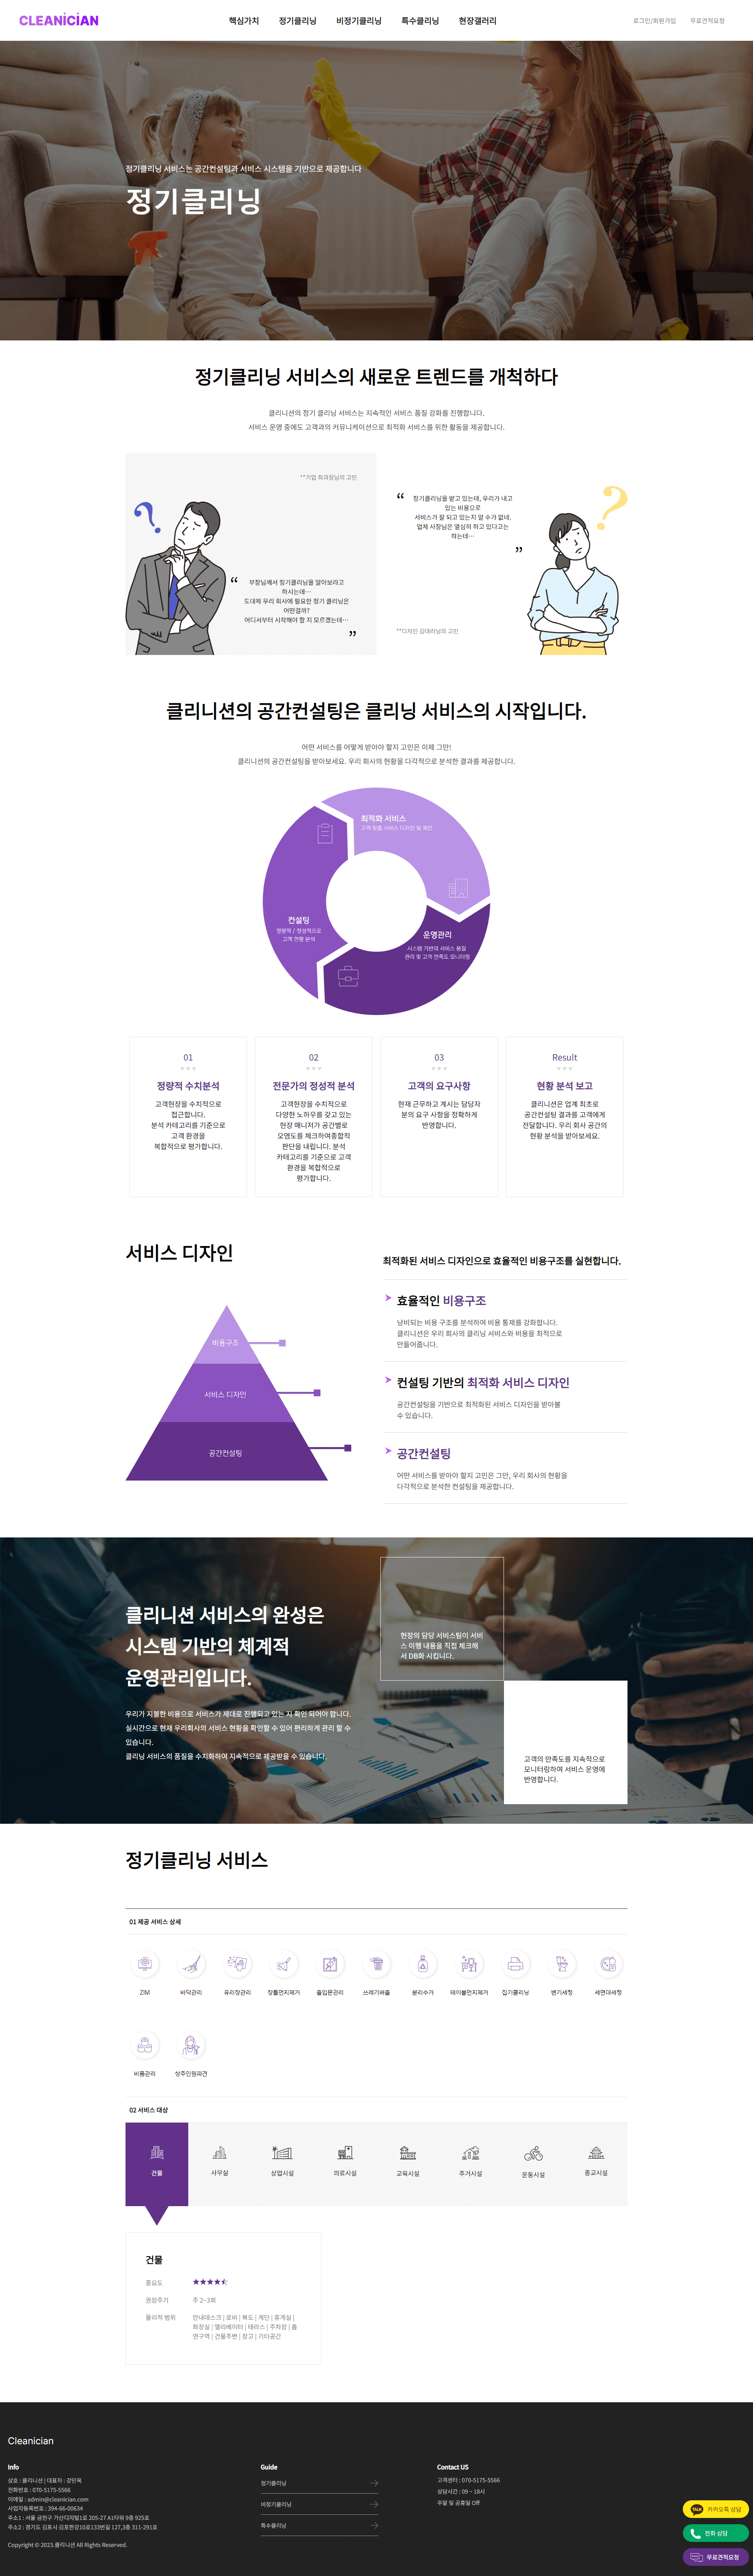 CLEANiCiAN
핵심가치 정기클리닝 비정기클리닝 특수클리닝 현장갤러리
로그인/회원가입 무료견적요청
정기클리닝 서비스는 공간컨설팅과 서비스 시스템을 기반으로 제공합니다
정기클리닝
정기클리닝 서비스의 새로운 트렌드를 개척하다
클리니션의 정기 클리닝 서비스는 지속적인 서비스 품질 강화를 진행합니다.
서비스 운영 중에도 고객과의 커뮤니케이션으로 최적화 서비스를 위한 활동을 제공합니다.
**기업 최과장님의 고민
“ 부장님께서 정기클리닝을 알아보라고
하시는데…
도대체 우리 회사에 필요한 정기 클리닝은
어떤걸까?
어디서부터 시작해야 할 지 모르겠는데…
”
“ 정기클리닝을 받고 있는데, 우리가 내고
있는 비용으로
서비스가 잘 되고 있는지 알 수가 없네.
업체 사장님은 열심히 하고 있다고는
하는데…
”
**디자인 김대리님의 고민
클리니션의 공간컨설팅은 클리닝 서비스의 시작입니다.
어떤 서비스를 어떻게 받아야 할지 고민은 이제 그만!
클리니션의 공간컨설팅을 받아보세요. 우리 회사의 현황을 다각적으로 분석한 결과를 제공합니다.
최적화 서비스
고객 맞춤 서비스 디자인 및 제안
컨설팅
정량적 / 정성적으로
고객 현황 분석
운영관리
시스템 기반의 서비스 품질
관리 및 고객 만족도 모니터링
01
정량적 수치분석
고객현장을 수치적으로
접근합니다.
분석 카테고리를 기준으로
고객 환경을
복합적으로 평가합니다.
02
전문가의 정성적 분석
고객현장을 수치적으로
다양한 노하우를 갖고 있는
현장 매니저가 공간별로
오염도를 체크하여종합적
판단을 내립니다. 분석
카테고리를 기준으로 고객
환경을 복합적으로
평가합니다.
03
고객의 요구사항
현재 근무하고 계시는 담당자
분의 요구 사항을 정확하게
반영합니다.
Result
현황 분석 보고
클리니션은 업계 최초로
공간컨설팅 결과를 고객에게
전달합니다. 우리 회사 공간의
현황 분석을 받아보세요.
서비스 디자인
비용구조
서비스 디자인
공간컨설팅
최적화된 서비스 디자인으로 효율적인 비용구조를 실현합니다.
효율적인 비용구조
낭비되는 비용 구조를 분석하여 비용 통제를 강화합니다.
클리니션은 우리 회사의 클리닝 서비스와 비용을 최적으로
만들어줍니다.
컨설팅 기반의 최적화 서비스 디자인
공간컨설팅을 기반으로 최적화된 서비스 디자인을 받아볼
수 있습니다.
공간컨설팅
어떤 서비스를 받아야 할지 고민은 그만, 우리 회사의 현황을
다각적으로 분석한 컨설팅을 제공합니다.
클리니션 서비스의 완성은
시스템 기반의 체계적
운영관리입니다.
우리가 지불한 비용으로 서비스가 제대로 진행되고 있는 지 확인 되어야 합니다.
실시간으로 현재 우리회사의 서비스 현황을 확인할 수 있어 편리하게 관리 할 수
있습니다.
클리닝 서비스의 품질을 수치화하여 지속적으로 제공받을 수 있습니다.
현장의 담당 서비스팀이 서비
스 이행 내용을 직접 체크해
서 DB화 시킵니다.
고객의 만족도를 지속적으로
모니터링하여 서비스 운영에
반영합니다.
정기클리닝 서비스
01 제공 서비스 상세
ZIM 바닥관리 유리창관리 창틀먼지제거 출입문관리 쓰레기배출 분리수거 테이블먼지제거 집기클리닝 변기세척 세면대세척
비품관리 상주인원파견
02 서비스 대상
건물 사무실 상업시설 의료시설 교육시설 주거시설 운동시설 종교시설
건물
중요도 ★★★★
권장주기 주 2~3회
물리적 범위 안내데스크 | 로비 | 복도 | 계단 | 휴게실 |
화장실 | 엘리베이터 | 테라스 | 주차장 | 흡
연구역 | 건물주변 | 창고 | 기타공간
Cleanician
Info
상호 : 클리니션 | 대표자 : 강민욱
전화번호 : 070-5175-5566
이메일 : admin@cleanician.com
사업자등록번호 : 394-66-00634
주소1 : 서울 금천구 가산디지털1로 205-27 A1타워 9층 925호
주소2 : 경기도 김포시 김포한강10로133번길 127,3층 311-291호
Copyright © 2023.클리니션 All Rights Reserved.
Guide
정기클리닝
비정기클리닝
특수클리닝
Contact US
고객센터 : 070-5175-5566
상담시간 : 09 ~ 18시
주말 및 공휴일 Off
TALK 카카오톡 상담
전화 상담
무료견적요청